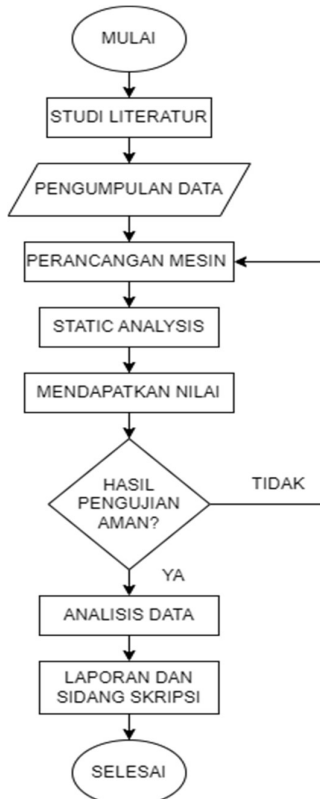 MULAI
STUDI LITERATUR
PENGUMPULAN DATA
PERANCANGAN MESIN
STATIC ANALYSIS
MENDAPATKAN NILAI
HASIL
PENGUJIAN
AMAN?
TIDAK
YA
ANALISIS DATA
LAPORAN DAN
SIDANG SKRIPSI
SELESAI